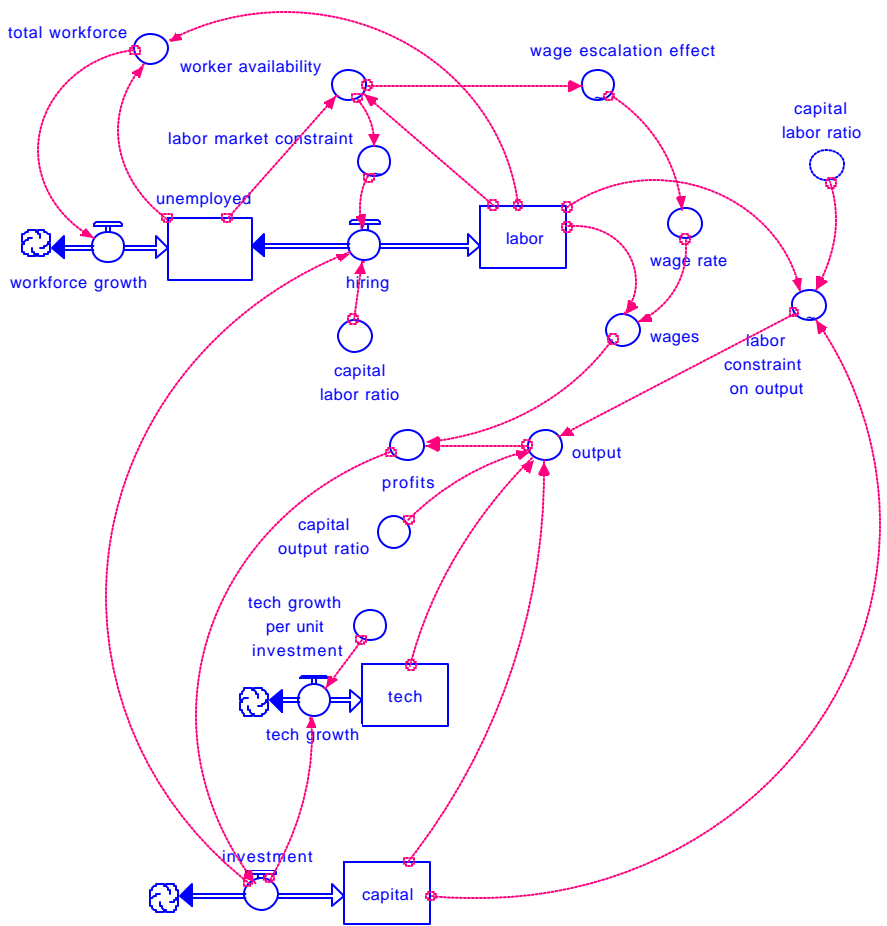 total workforce
wage escalation effect
worker availability
capital
labor ratio
labor market constraint
unemployed
labor
wage rate
workforce growth
hiring
wages
labor
constraint
on output
capital
labor ratio
output
profits
capital
output ratio
tech growth
per unit
investment
tech
tech growth
investment
capital